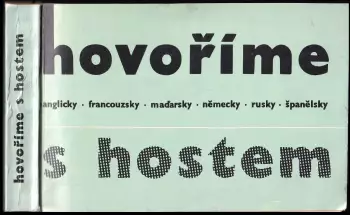 hovoříme s hostem
hovoříme
anglicky · francouzsky · maďarsky · německy · rusky · španělsky
s hostem